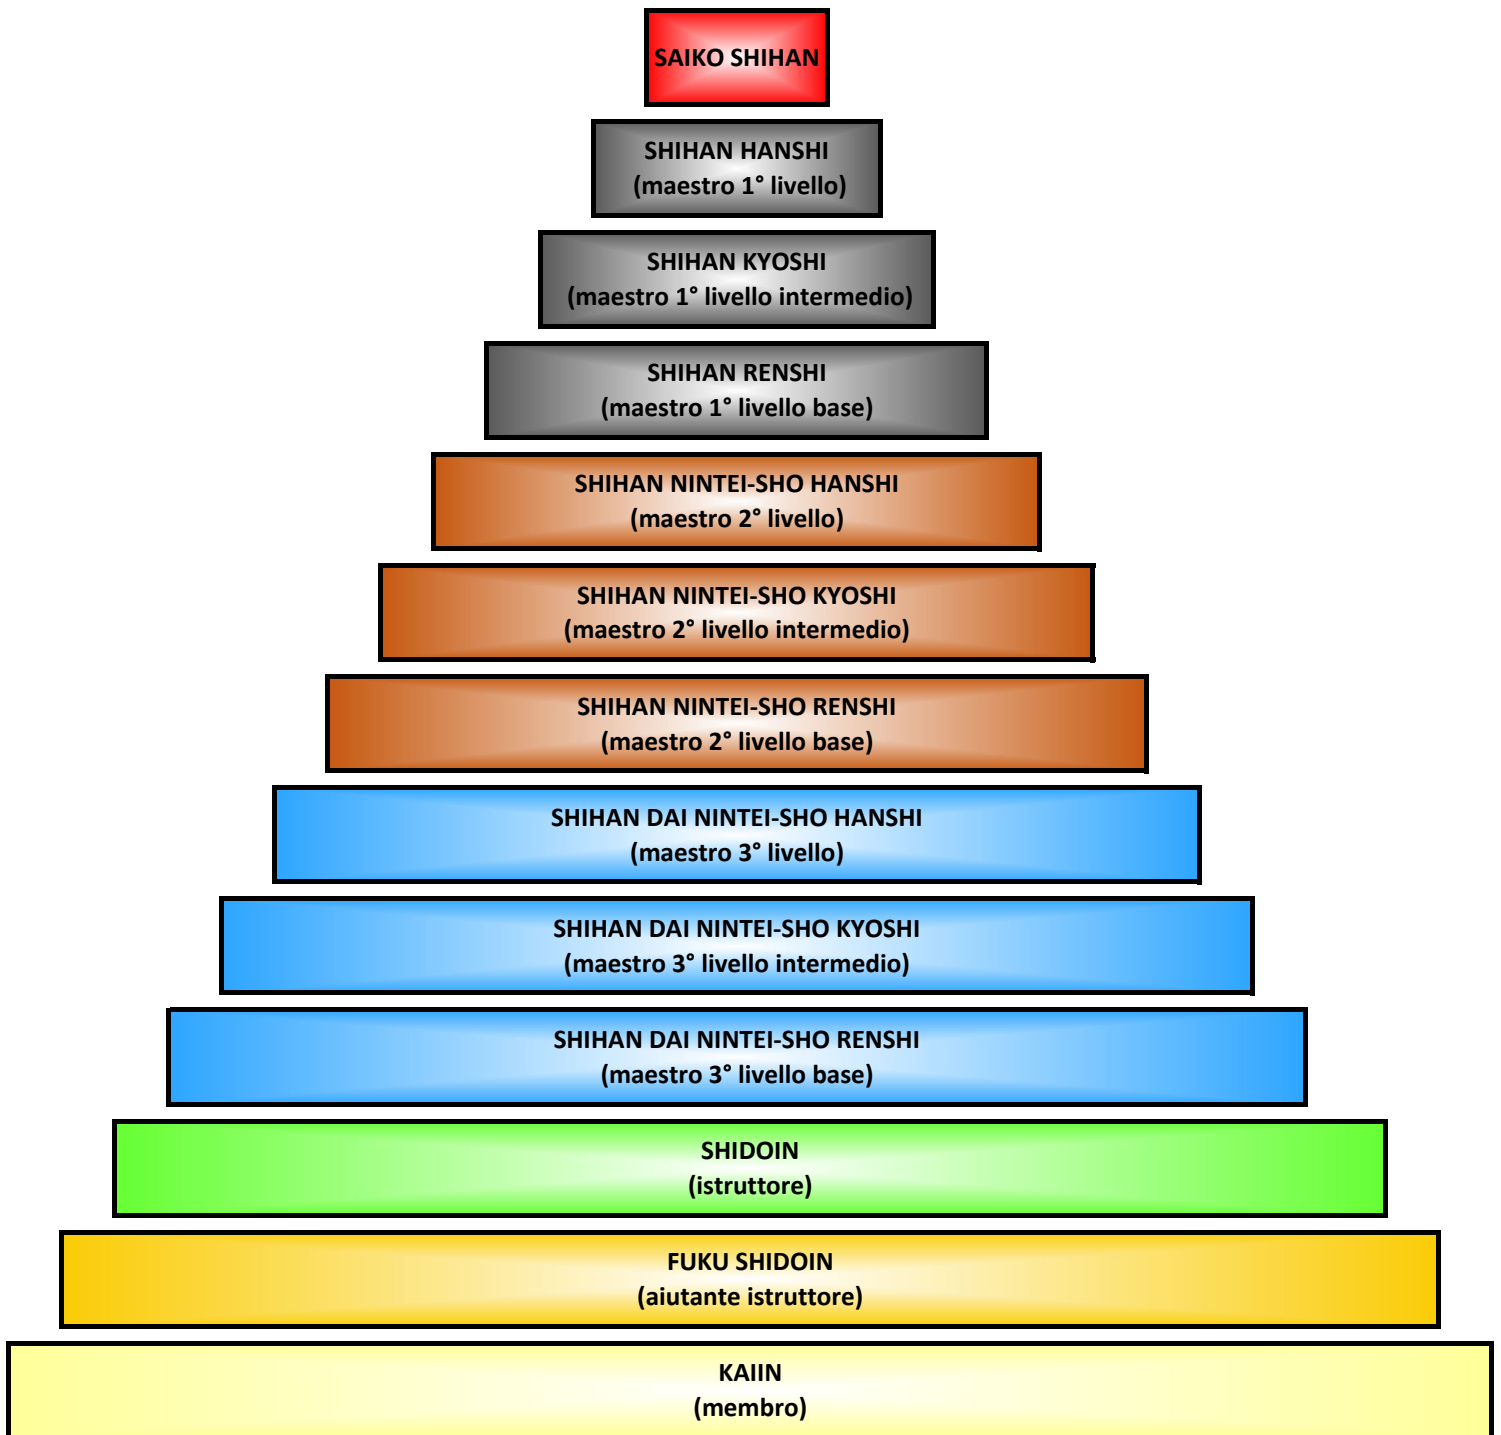 SAIKO SHIHAN
SHIHAN HANSHI
(maestro 1° livello)
SHIHAN KYOSHI
(maestro 1° livello intermedio)
SHIHAN RENSHI
(maestro 1° livello base)
SHIHAN NINTEI-SHO HANSHI
(maestro 2° livello)
SHIHAN NINTEI-SHO KYOSHI
(maestro 2° livello intermedio)
SHIHAN NINTEI-SHO RENSHI
(maestro 2° livello base)
SHIHAN DAI NINTEI-SHO HANSHI
(maestro 3° livello)
SHIHAN DAI NINTEI-SHO KYOSHI
(maestro 3° livello intermedio)
SHIHAN DAI NINTEI-SHO RENSHI
(maestro 3° livello base)
SHIDOIN
(istruttore)
FUKU SHIDOIN
(aiutante istruttore)
KAIIN
(membro)